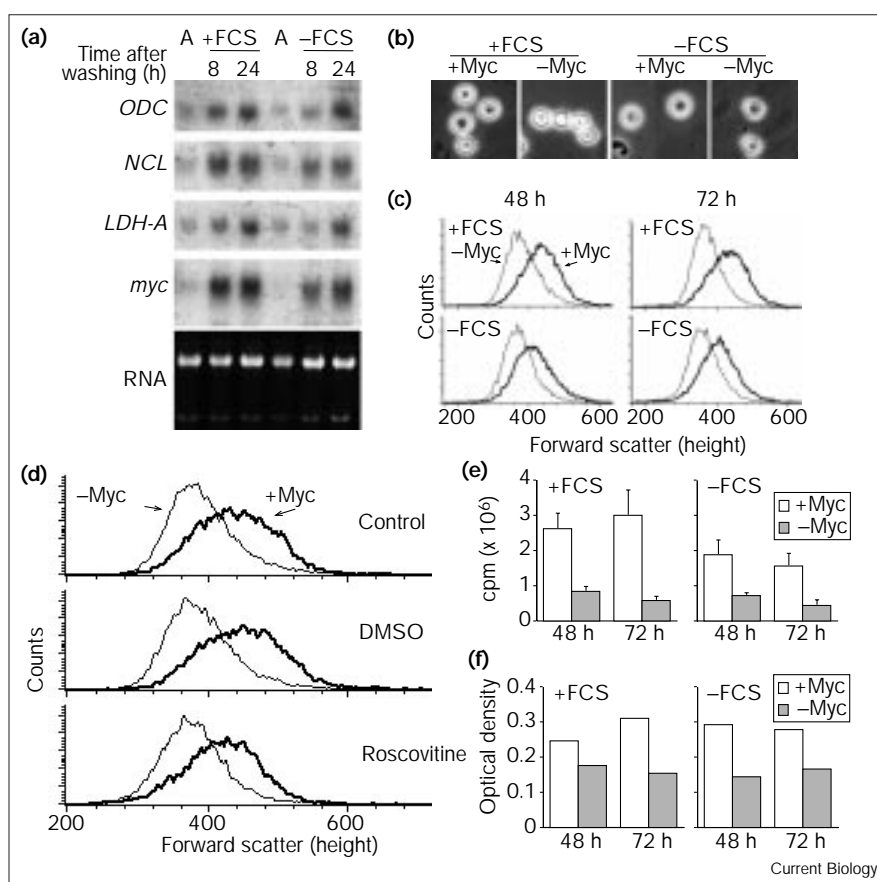 (a) A +FCS A –FCS
Time after washing (h) 8 24 8 24
ODC
NCL
LDH-A
myc
RNA
(b) +FCS –FCS
+Myc –Myc +Myc –Myc
(c) 48 h 72 h
+FCS +FCS
–Myc +Myc
–FCS –FCS
Counts
200 400 600 200 400 600
Forward scatter (height)
(d)
–Myc +Myc
Control
DMSO
Roscovitine
Counts
200 400 600
Forward scatter (height)
(e)
+FCS –FCS
+Myc
–Myc
cpm (x 10⁶)
4
3
2
1
0
48 h 72 h 48 h 72 h
(f)
+FCS –FCS
+Myc
–Myc
Optical density
0.4
0.3
0.2
0.1
0
48 h 72 h 48 h 72 h
Current Biology